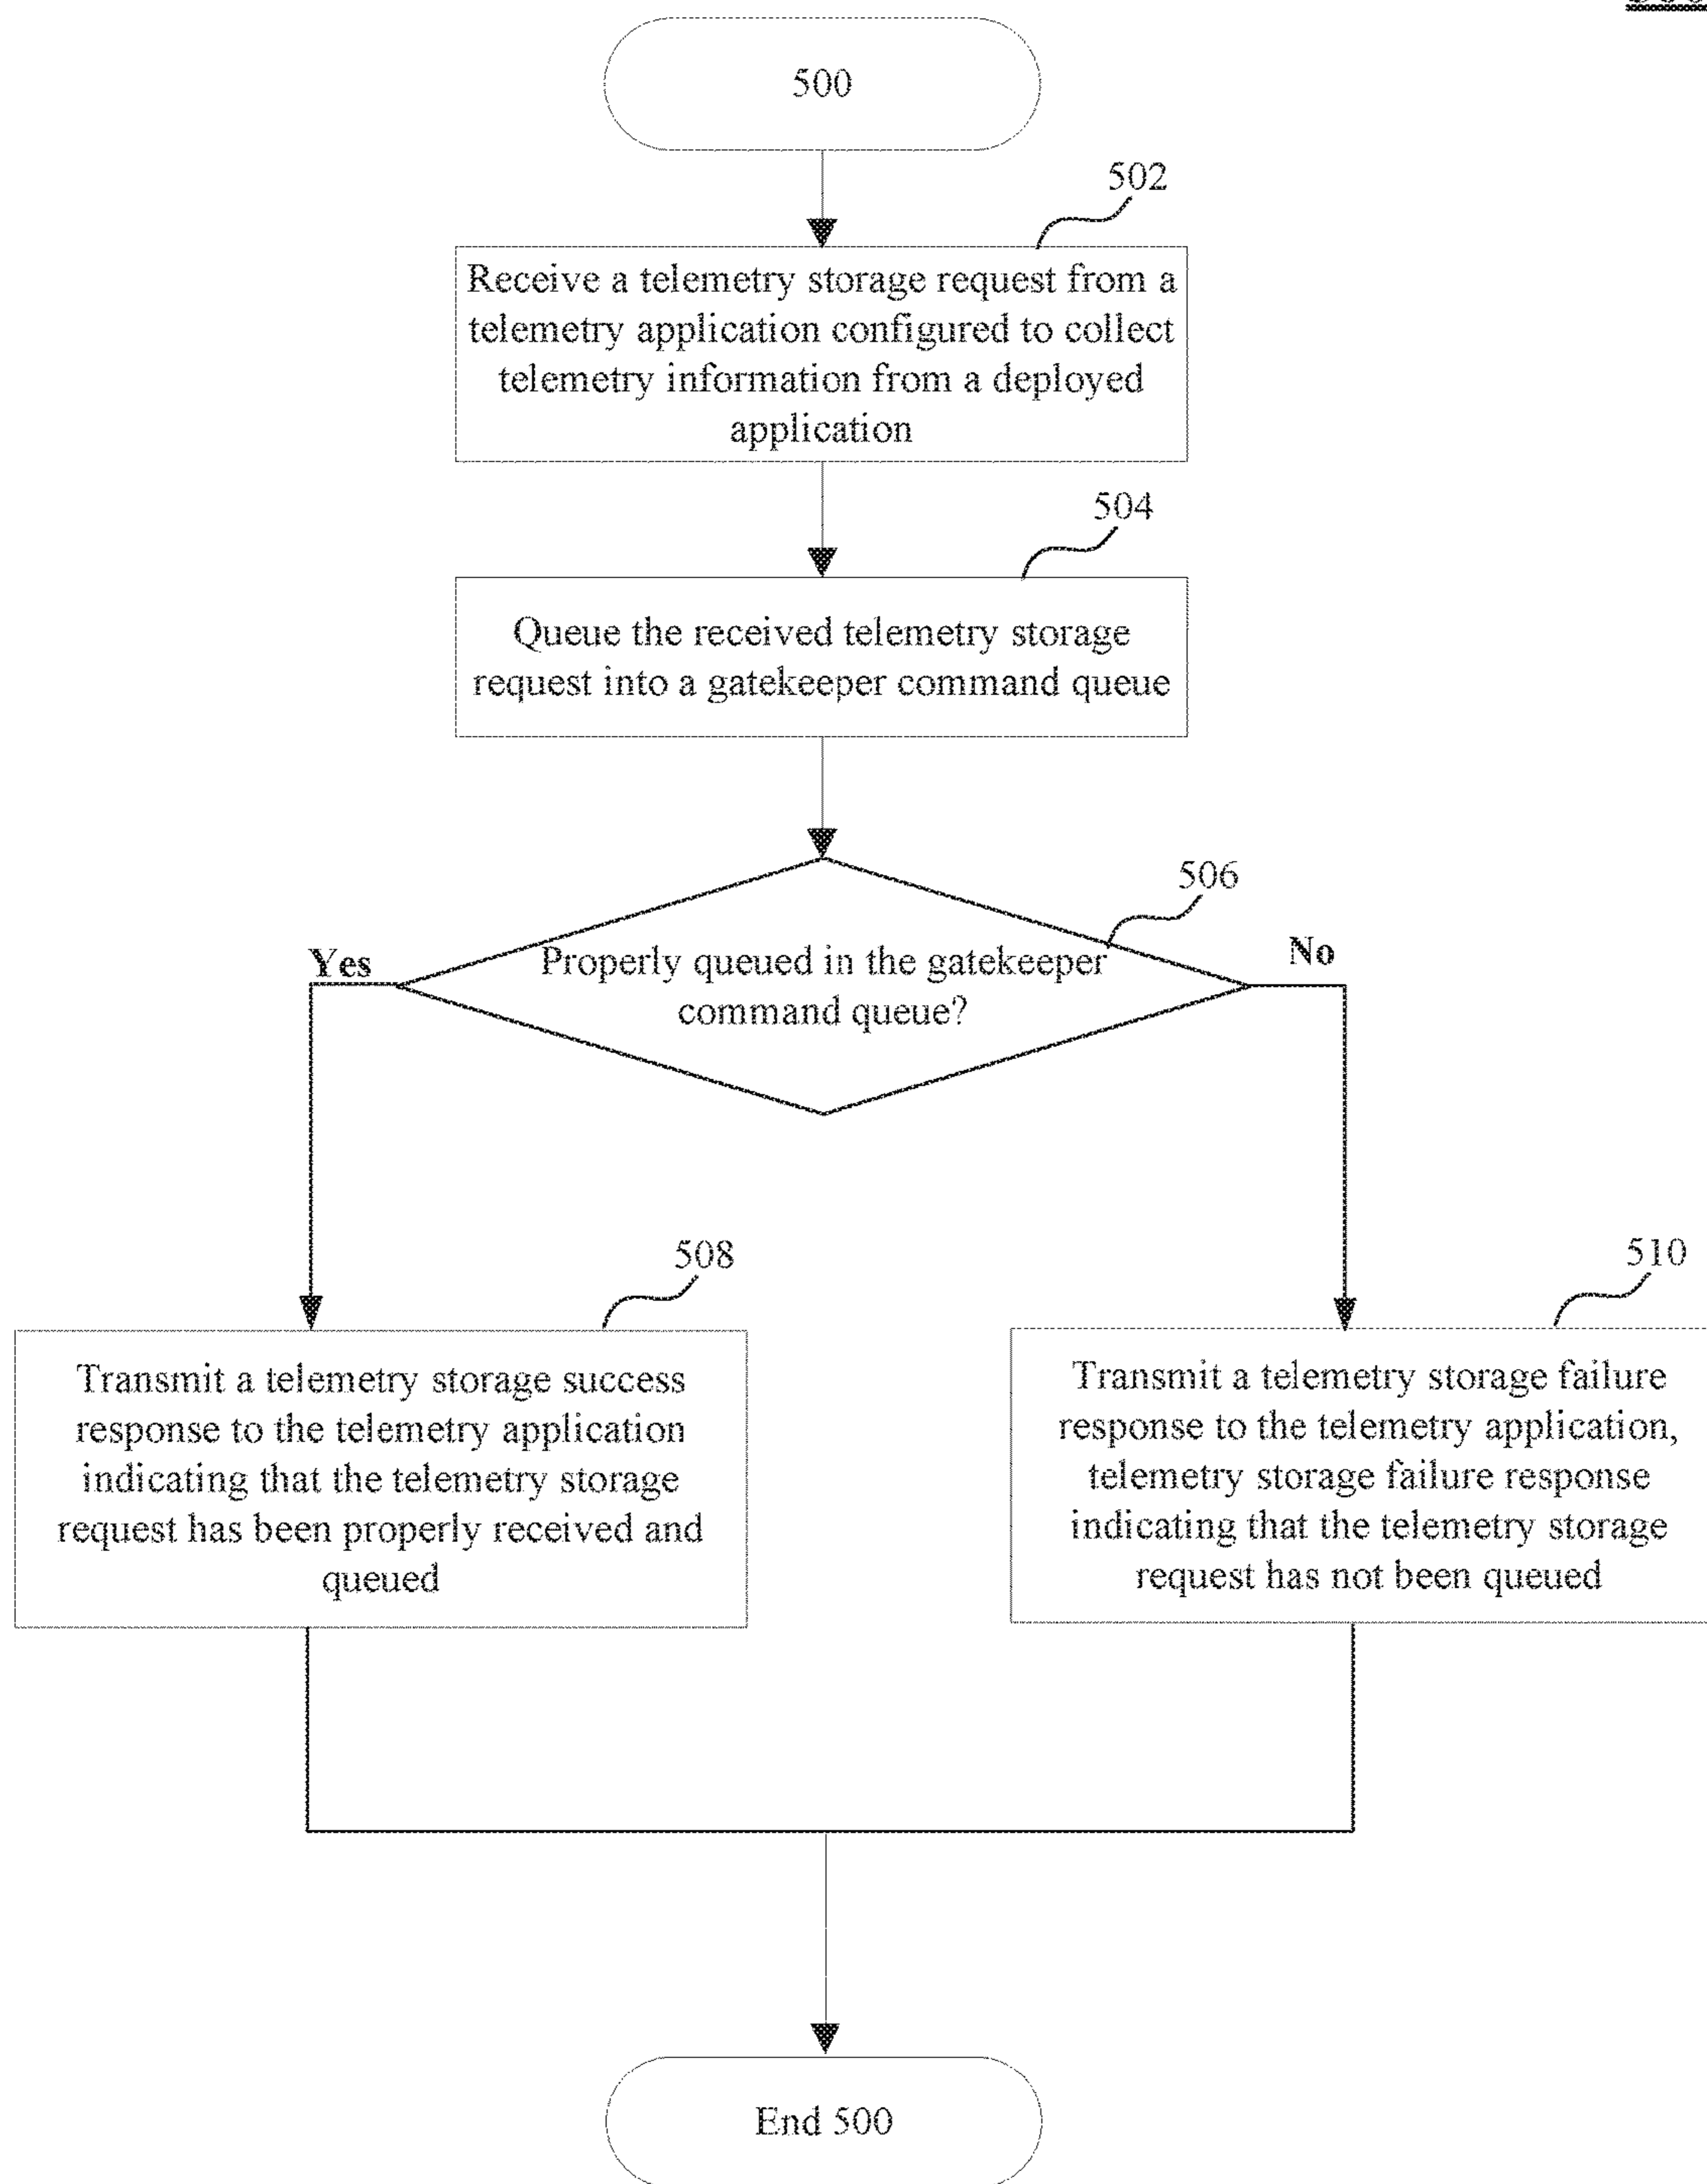 500
502
Receive a telemetry storage request from a
telemetry application configured to collect
telemetry information from a deployed
application
504
Queue the received telemetry storage
request into a gatekeeper command queue
506
Yes
No
Properly queued in the gatekeeper
command queue?
508
510
Transmit a telemetry storage success
response to the telemetry application
indicating that the telemetry storage
request has been properly received and
queued
Transmit a telemetry storage failure
response to the telemetry application,
telemetry storage failure response
indicating that the telemetry storage
request has not been queued
End 500